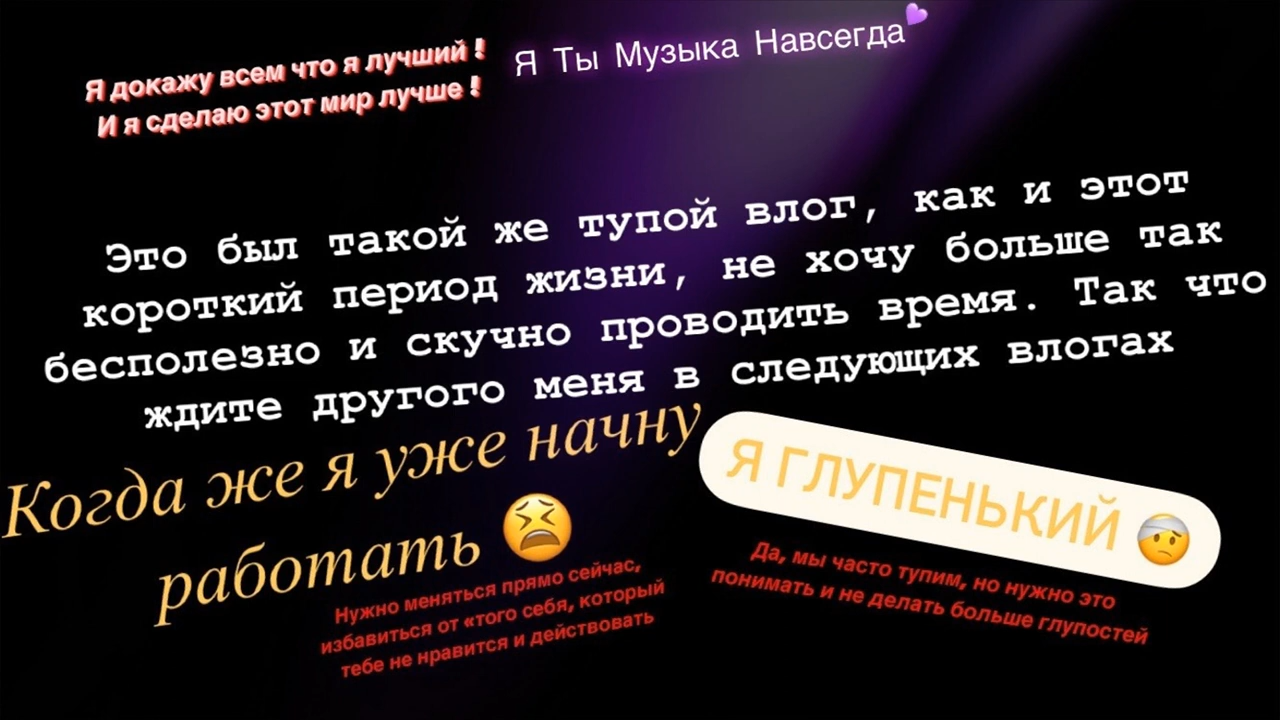 Я докажу всем что я лучший !
И я сделаю этот мир лучше !
Я Ты Музыка Навсегда💜
Это был такой же тупой влог, как и этот
короткий период жизни, не хочу больше так
бесполезно и скучно проводить время. Так что
ждите другого меня в следующих влогах
Когда же я уже начну
работать 😫
Я ГЛУПЕНЬКИЙ 🤕
Нужно меняться прямо сейчас,
избавиться от «того себя, который
тебе не нравится и действовать
Да, мы часто тупим, но нужно это
понимать и не делать больше глупостей